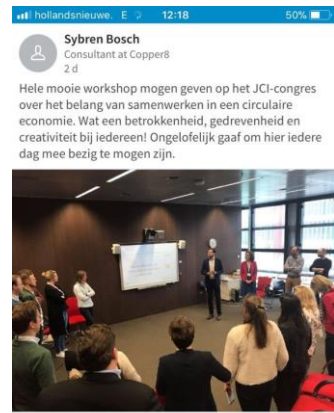 hollandsnieuwe. E 12:18 50%
Sybren Bosch
Consultant at Copper8
2 d
Hele mooie workshop mogen geven op het JCI-congres
over het belang van samenwerken in een circulaire
economie. Wat een betrokkenheid, gedrevenheid en
creativiteit bij iedereen! Ongelofelijk gaaf om hier iedere
dag mee bezig te mogen zijn.